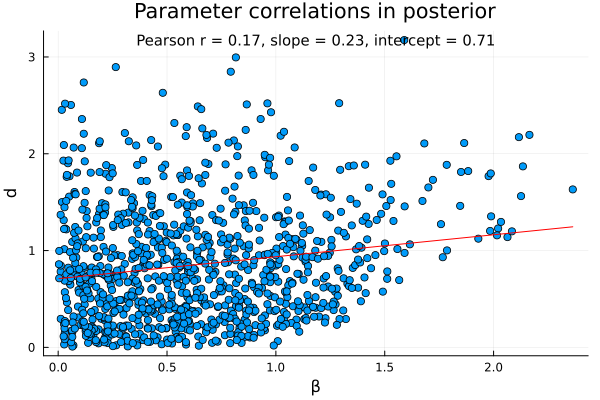 Parameter correlations in posterior
Pearson r = 0.17, slope = 0.23, intercept = 0.71
3
2
d
1
0
0.0 0.5 1.0 1.5 2.0
β